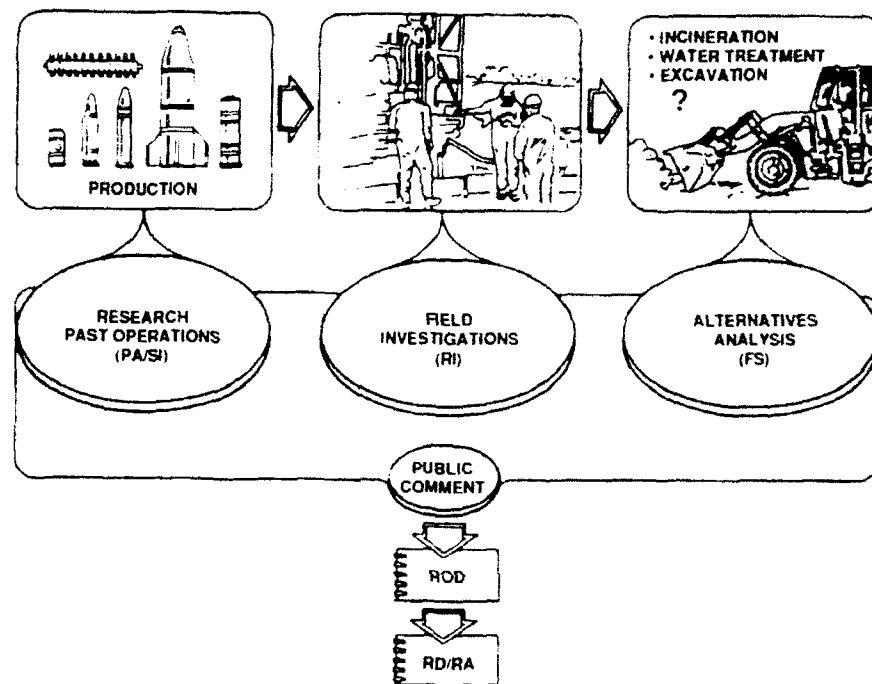 • INCINERATION
• WATER TREATMENT
• EXCAVATION
?
PRODUCTION
RESEARCH
PAST OPERATIONS
(PA/SI)
FIELD
INVESTIGATIONS
(RI)
ALTERNATIVES
ANALYSIS
(FS)
PUBLIC
COMMENT
ROD
RD/RA